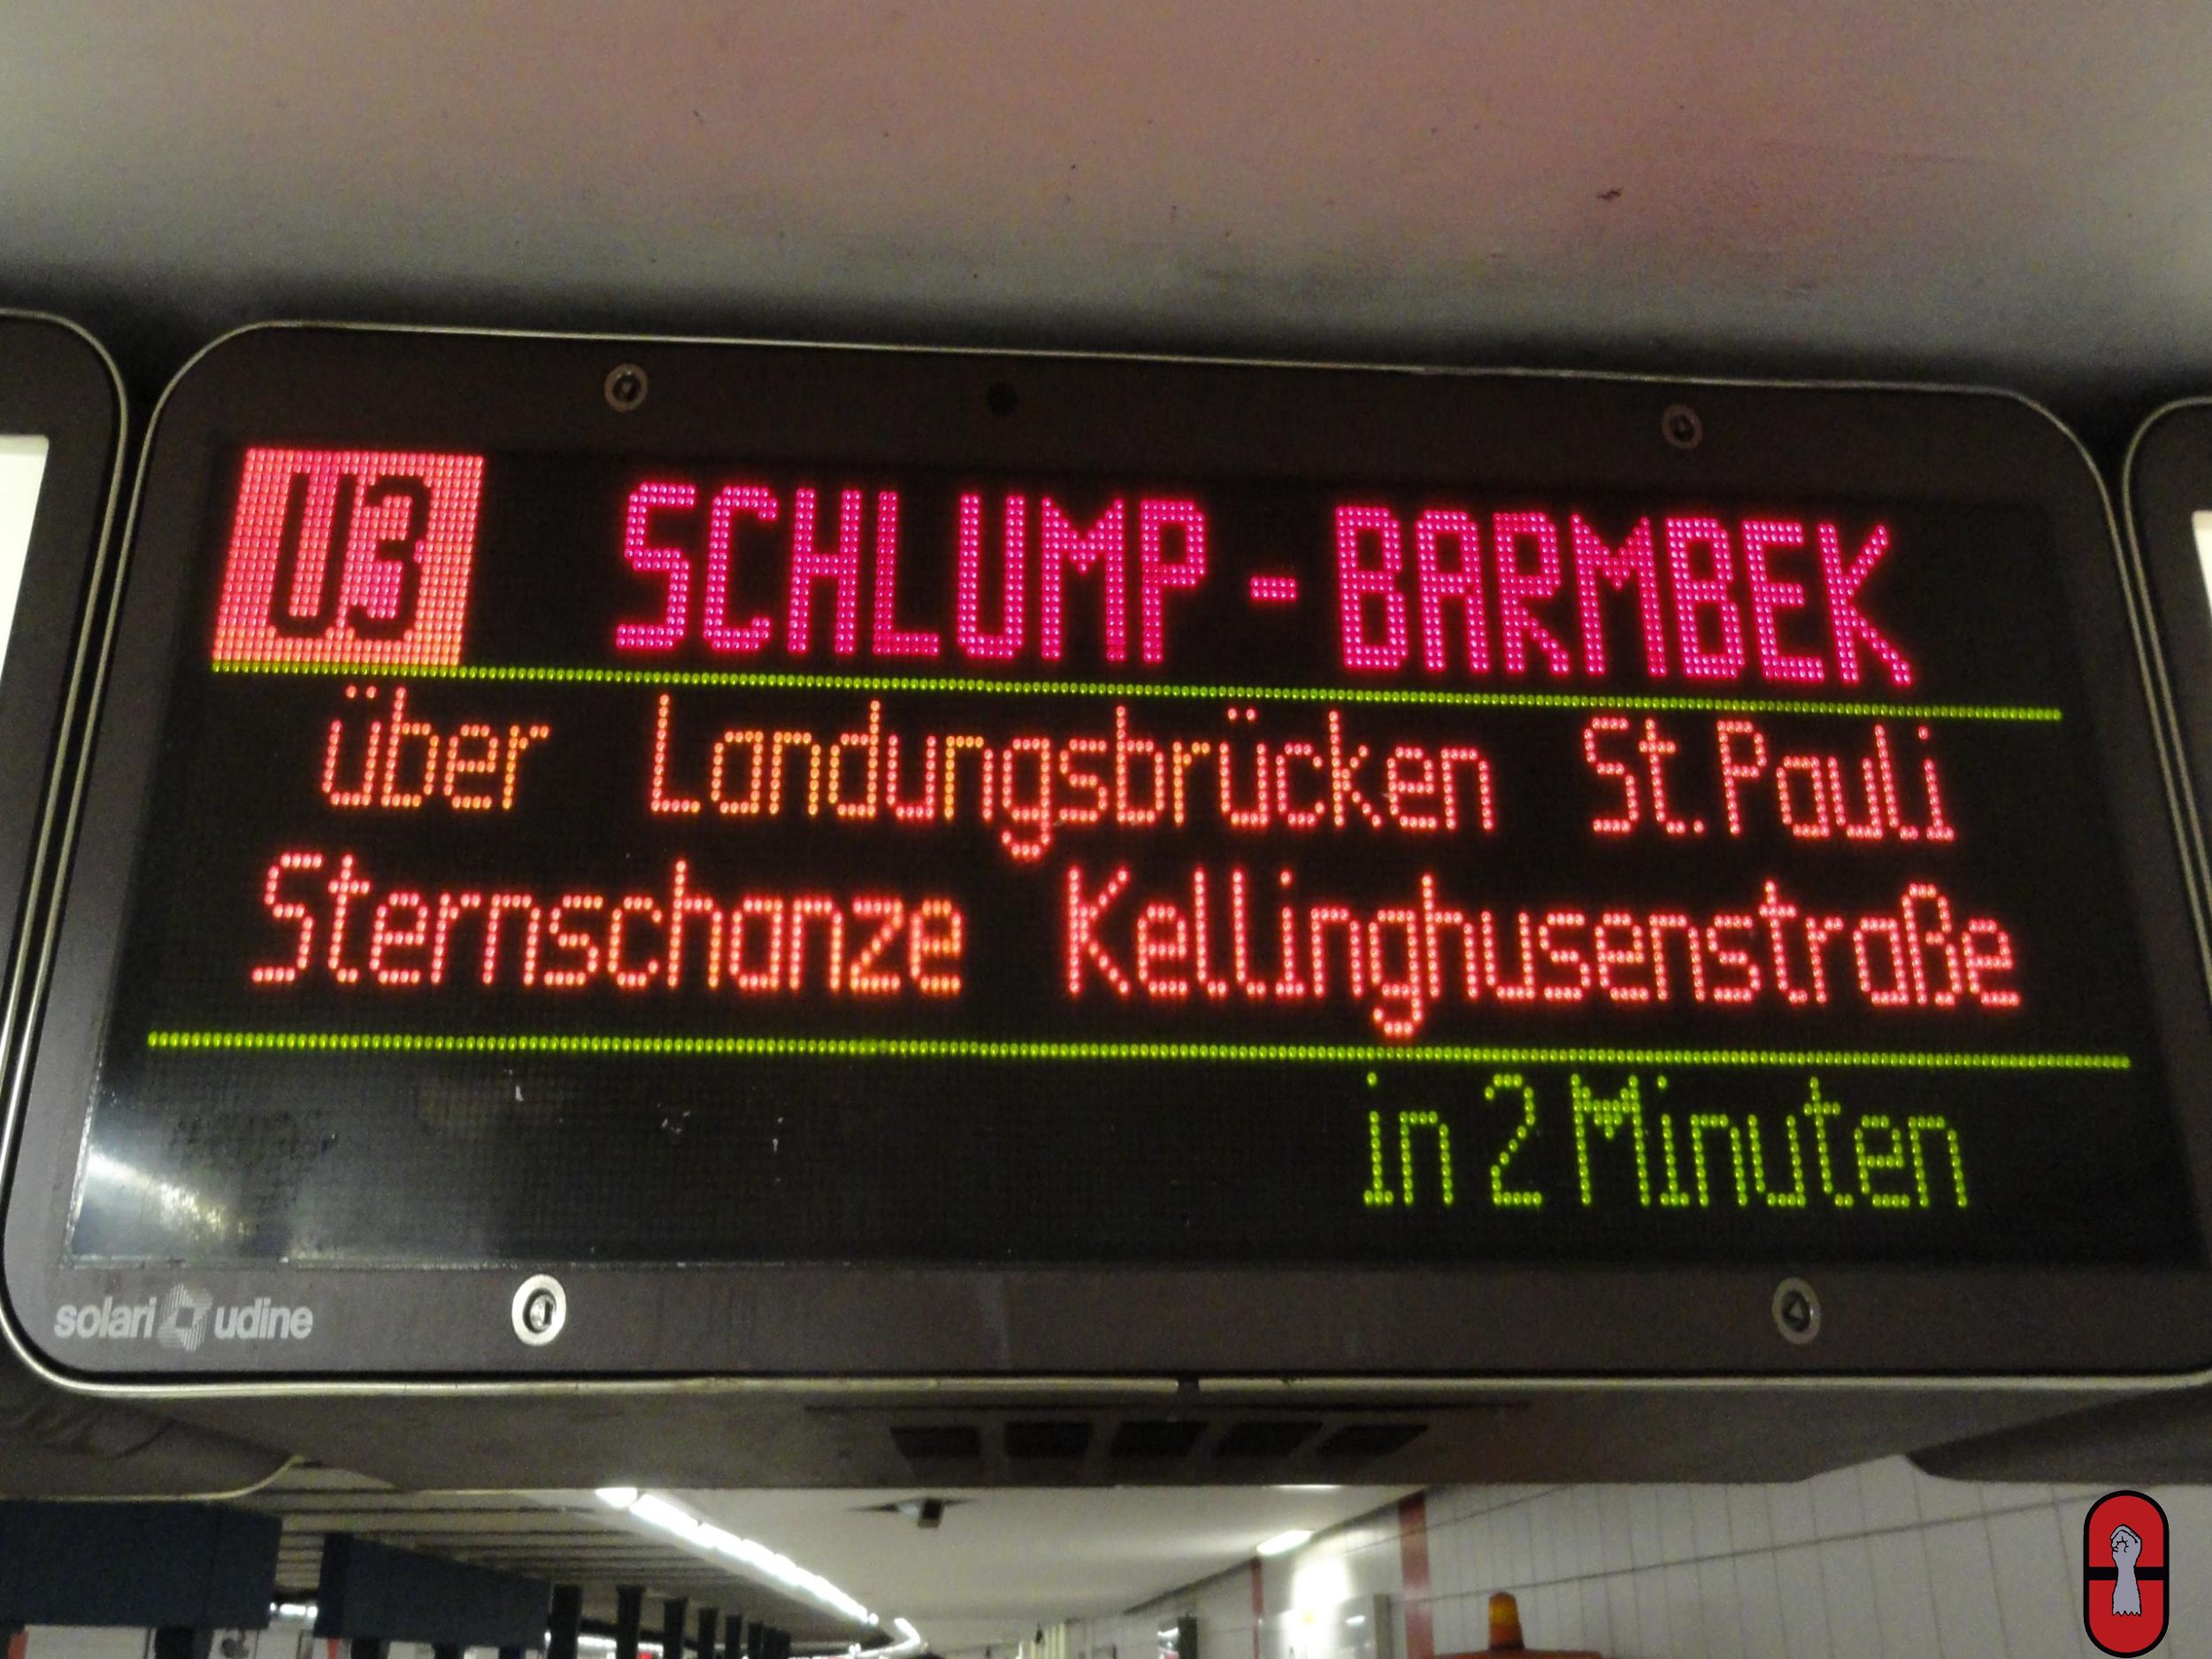 U3 SCHLUMP - BARMBEK
über Landungsbrücken St.Pauli
Sternschanze Kellinghusenstraße
in 2 Minuten
solari udine